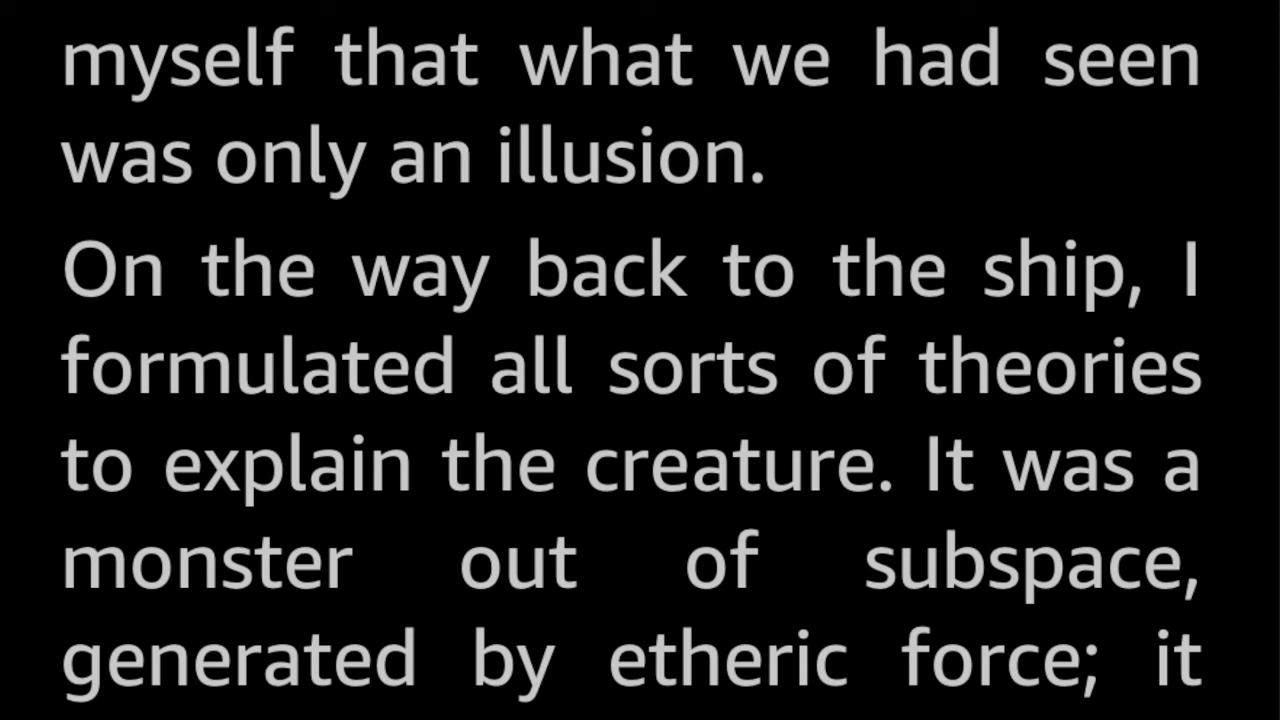 myself that what we had seen
was only an illusion.
On the way back to the ship, I
formulated all sorts of theories
to explain the creature. It was a
monster out of subspace,
generated by etheric force; it